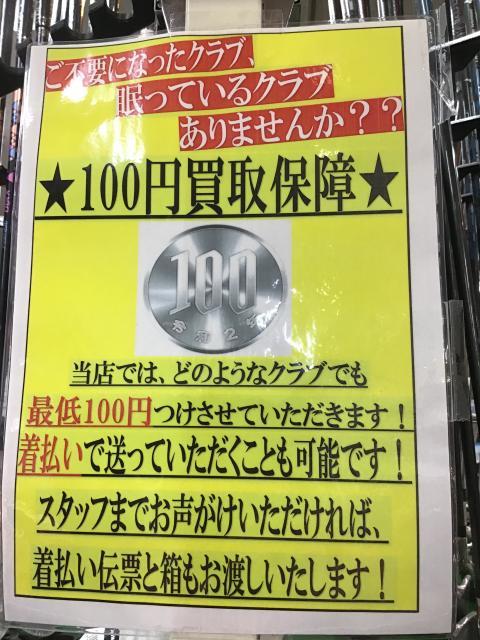 ご不要になったクラブ、
眠っているクラブ
ありませんか？？
★100円買取保障★
100
令和2年
当店では、どのようなクラブでも
最低100円つけさせていただきます！
着払いで送っていただくことも可能です！
スタッフまでお声がけいただければ、
着払い伝票と箱もお渡しいたします！